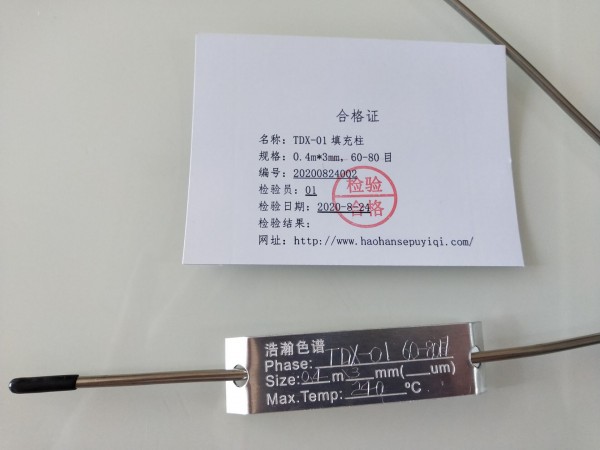 合格证
名称：TDX-01 填充柱
规格：0.4m*3mm, 60-80 目
编号：20200824002
检验员：01
检验日期：2020-8-24
检验结果：
网址：http://www.haohansepuyiqi.com/
检验
合格
浩瀚色谱
Phase: TDX-01 60-80目
Size: 0.4 m 3 mm( um)
Max.Temp: 240 ℃